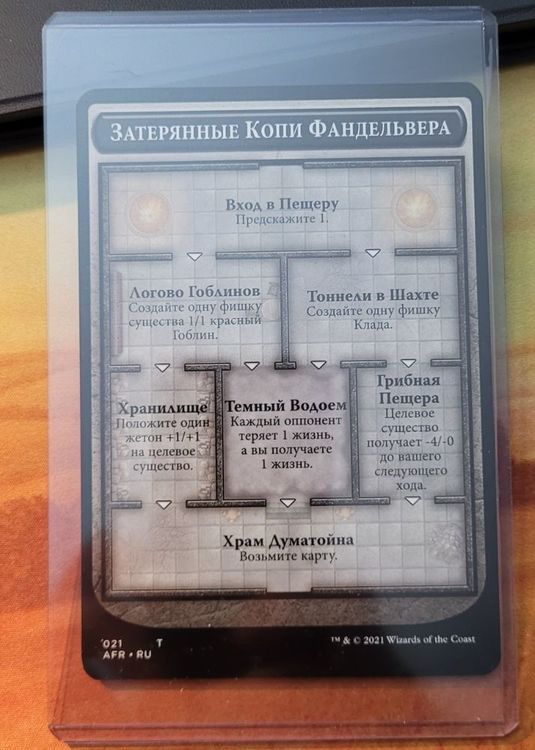 ЗАТЕРЯННЫЕ КОПИ ФАНДЕЛЬВЕРА
Вход в Пещеру
Предскажите 1.
Логово Гоблинов
Создайте одну фишку
существа 1/1 красный
Гоблин.
Тоннели в Шахте
Создайте одну фишку
Клада.
Хранилище
Положите один
жетон +1/+1
на целевое
существо.
Темный Водоем
Каждый оппонент
теряет 1 жизнь,
а вы получаете
1 жизнь.
Грибная
Пещера
Целевое
существо
получает -4/-0
до вашего
следующего
хода.
Храм Думатойна
Возьмите карту.
021 T
AFR • RU
™ & © 2021 Wizards of the Coast